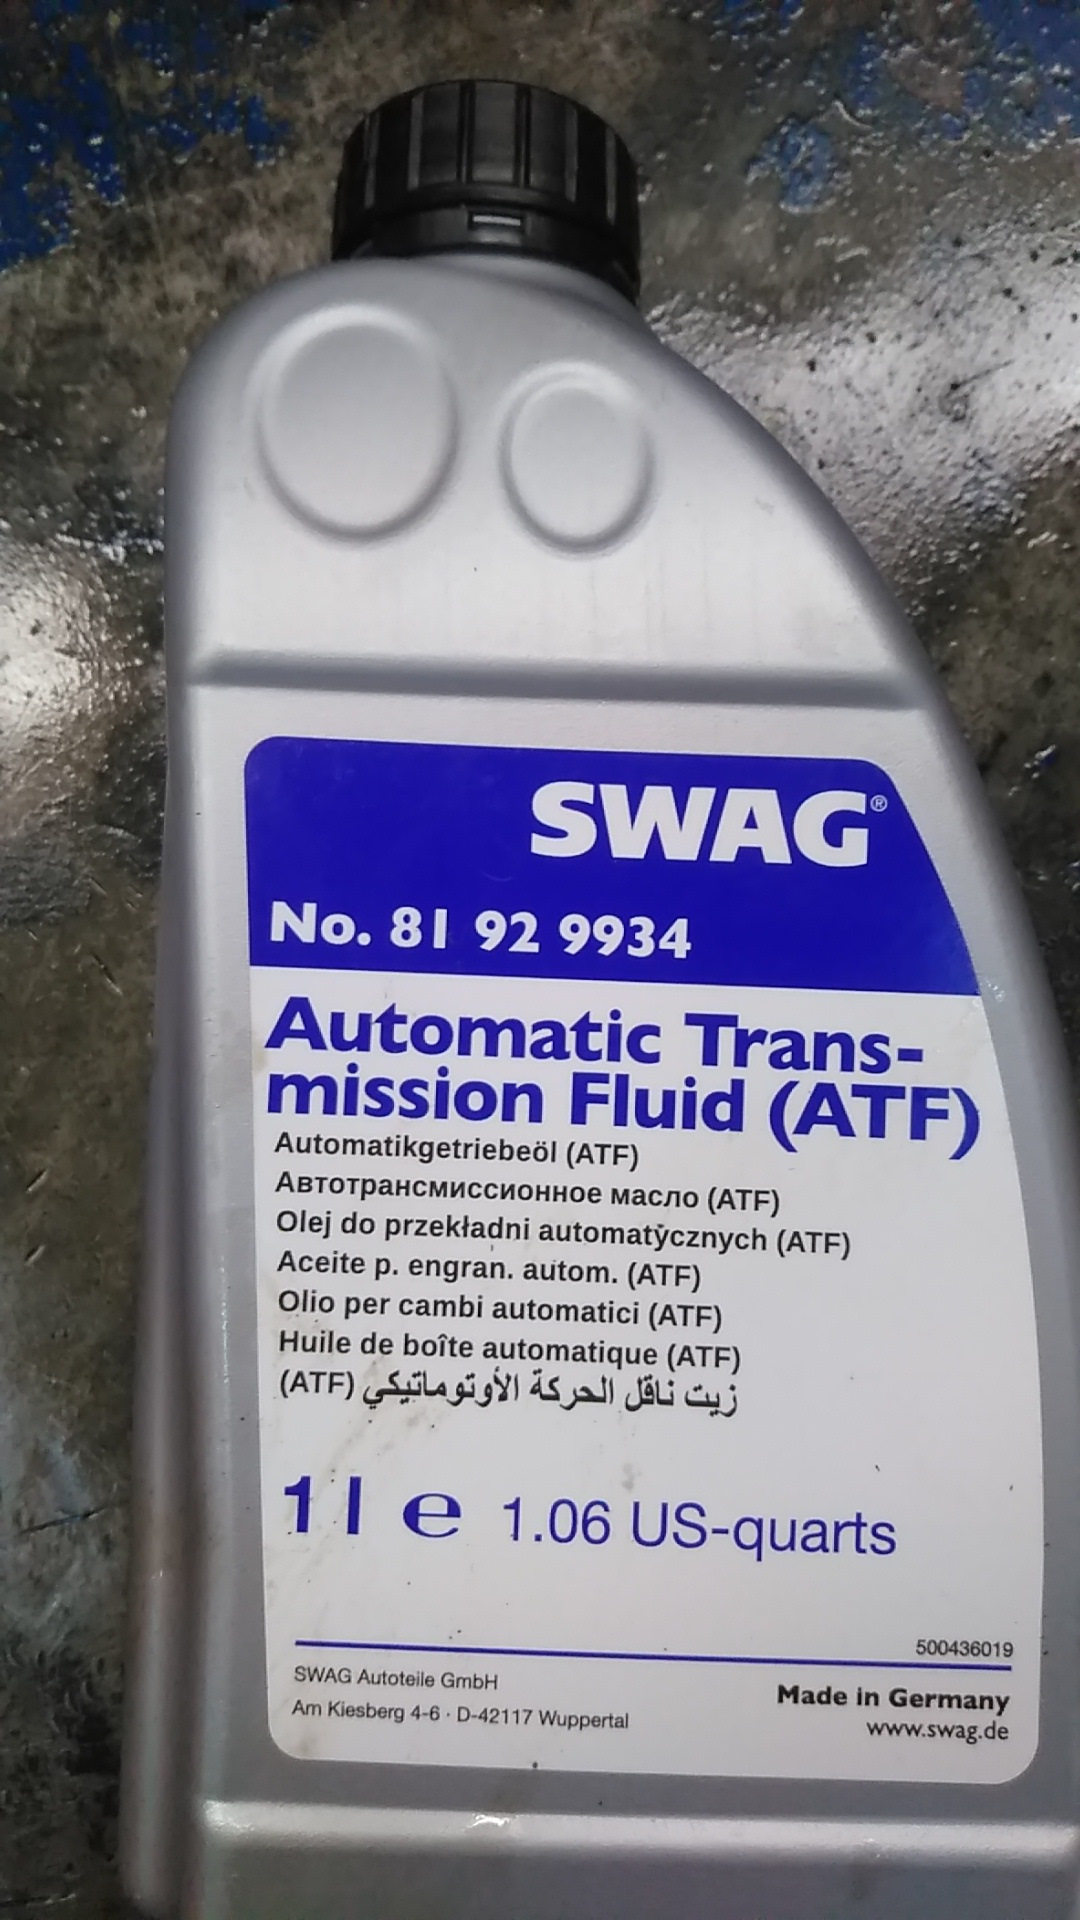 SWAG®
No. 81 92 9934
Automatic Trans-
mission Fluid (ATF)
Automatikgetriebeöl (ATF)
Автотрансмиссионное масло (ATF)
Olej do przekładni automatycznych (ATF)
Aceite p. engran. autom. (ATF)
Olio per cambi automatici (ATF)
Huile de boîte automatique (ATF)
زيت ناقل الحركة الأوتوماتيكي (ATF)
1 l e 1.06 US-quarts
500436019
SWAG Autoteile GmbH
Am Kiesberg 4-6 · D-42117 Wuppertal
Made in Germany
www.swag.de